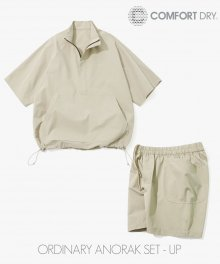 COMFORT DRY.
ORDINARY ANORAK SET - UP